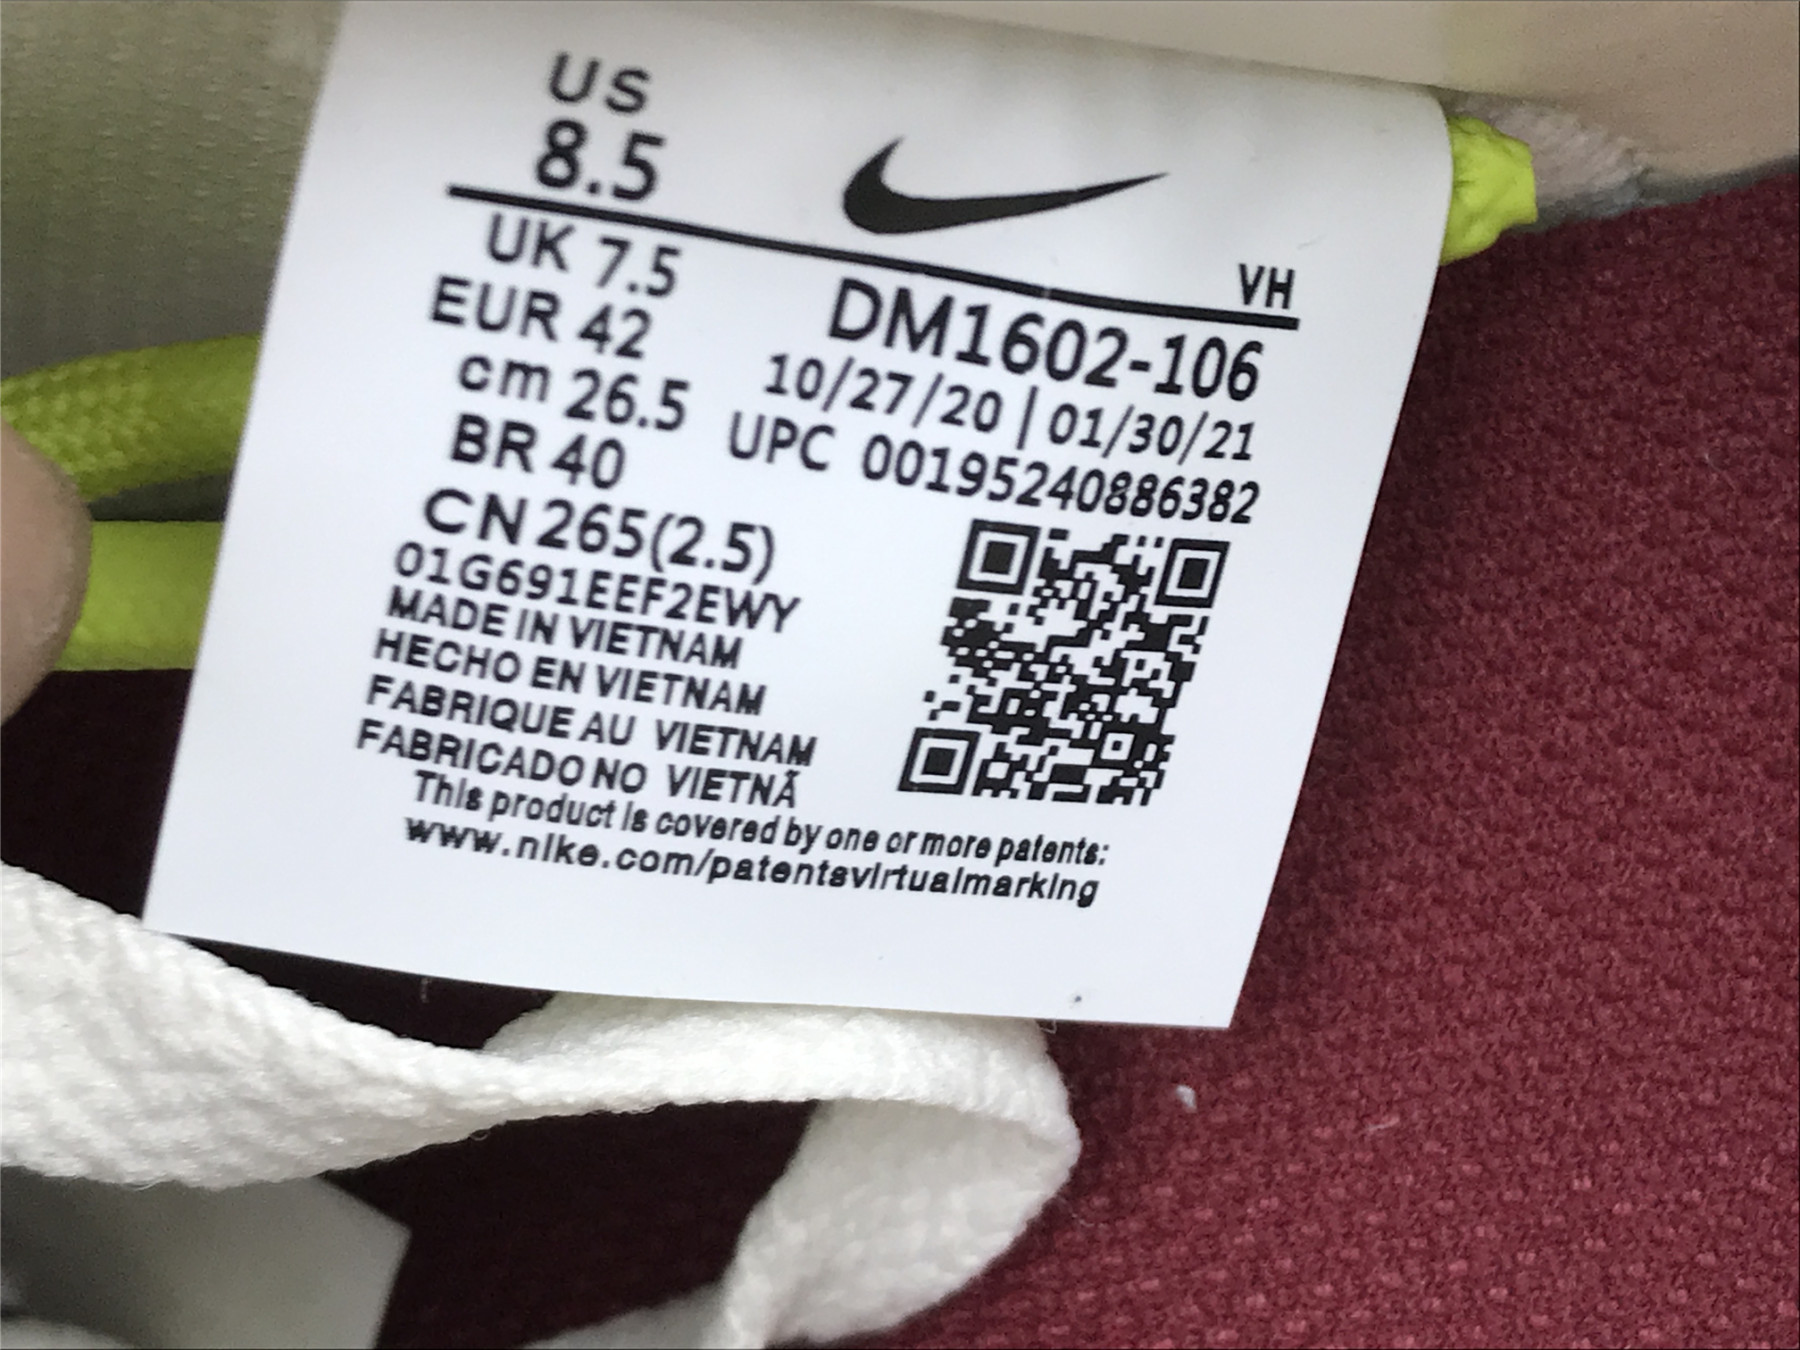 US
8.5
VH
UK 7.5
EUR 42
cm 26.5
BR 40
CN 265(2.5)
DM1602-106
10/27/20 | 01/30/21
UPC 00195240886382
01G691EEF2EWY
MADE IN VIETNAM
HECHO EN VIETNAM
FABRIQUE AU VIETNAM
FABRICADO NO VIETNÃ
This product is covered by one or more patents:
www.nike.com/patentsvirtualmarking